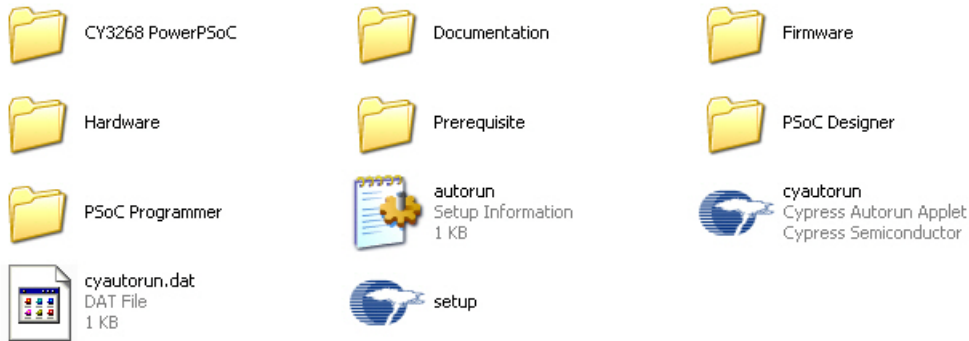 CY3268 PowerPSoC
Documentation
Firmware
Hardware
Prerequisite
PSoC Designer
PSoC Programmer
autorun
Setup Information
1 KB
cyautorun
Cypress Autorun Applet
Cypress Semiconductor
cyautorun.dat
DAT File
1 KB
setup